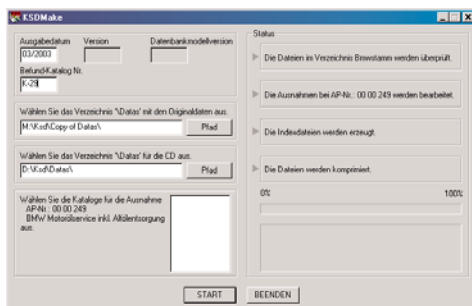 KSDMake
Ausgabedatum Version Datenbankmodellversion
03/2003
Befund-Katalog Nr.
K-29
Wählen Sie das Verzeichnis '\Datas' mit den Originaldaten aus.
M:\Ksd\Copy of Datas\ Pfad
Wählen Sie das Verzeichnis '\Datas' für die CD aus.
D:\Ksd\Datas\ Pfad
Wählen Sie die Kataloge für die Ausnahme
AP-Nr.: 00 00 249
BMW Motorölservice inkl. Altölentsorgung
aus.
Status
Die Dateien im Verzeichnis Bmwstamm werden überprüft.
Die Ausnahmen bei AP-Nr.: 00 00 249 werden bearbeitet.
Die Indexdateien werden erzeugt.
Die Dateien werden komprimiert.
0% 100%
START BEENDEN